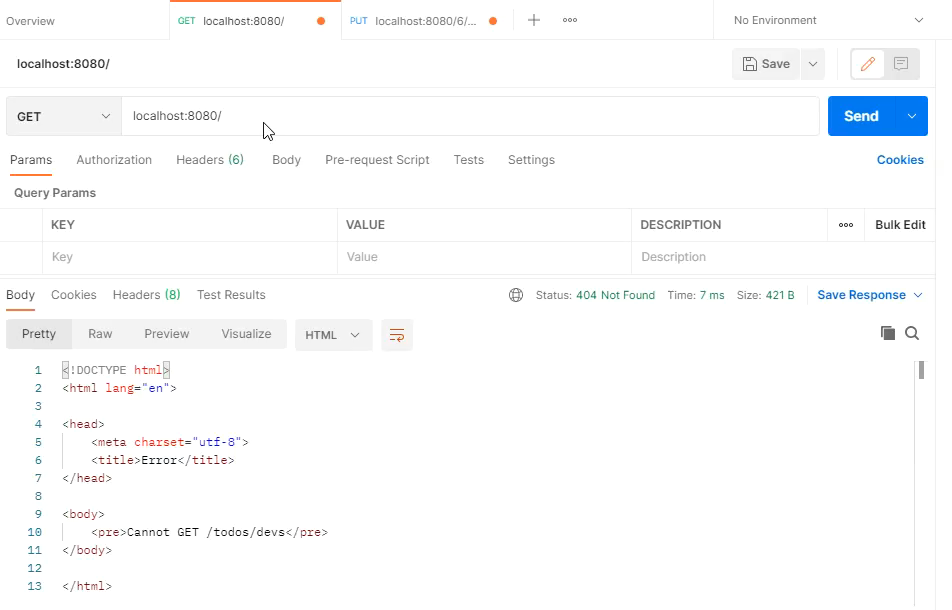 Overview GET localhost:8080/ PUT localhost:8080/6/... No Environment
localhost:8080/ Save
GET localhost:8080/ Send
Params Authorization Headers (6) Body Pre-request Script Tests Settings Cookies
Query Params
KEY VALUE DESCRIPTION Bulk Edit
Key Value Description
Body Cookies Headers (8) Test Results Status: 404 Not Found Time: 7 ms Size: 421 B Save Response
Pretty Raw Preview Visualize HTML
1 <!DOCTYPE html>
2 <html lang="en">
3
4 <head>
5 <meta charset="utf-8">
6 <title>Error</title>
7 </head>
8
9 <body>
10 <pre>Cannot GET /todos/devs</pre>
11 </body>
12
13 </html>